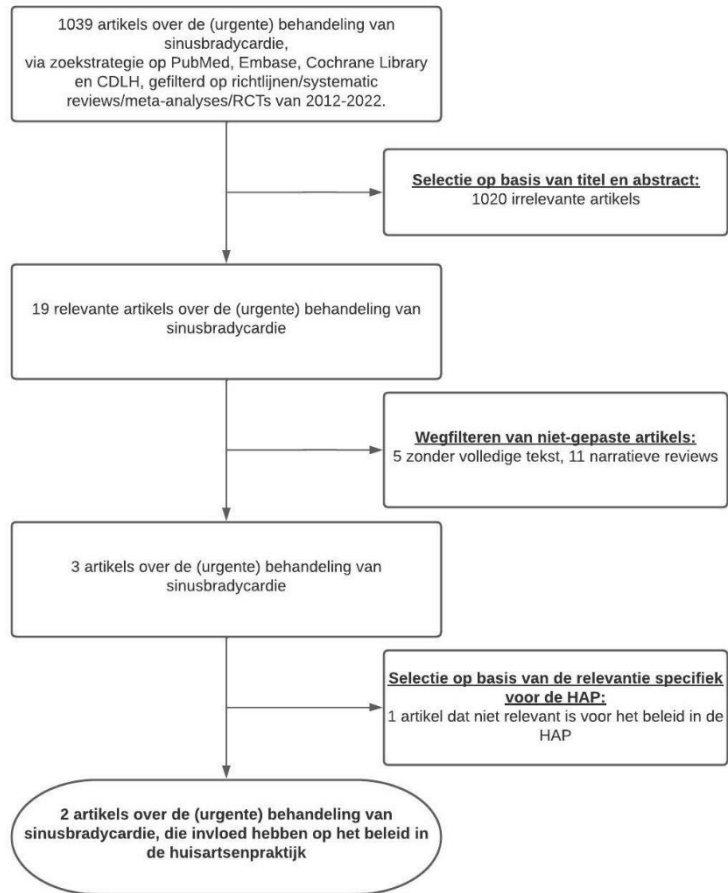 1039 artikels over de (urgente) behandeling van
sinusbradycardie,
via zoekstrategie op PubMed, Embase, Cochrane Library
en CDLH, gefilterd op richtlijnen/systematic
reviews/meta-analyses/RCTs van 2012-2022.
Selectie op basis van titel en abstract:
1020 irrelevante artikels
19 relevante artikels over de (urgente) behandeling van
sinusbradycardie
Wegfilteren van niet-gepaste artikels:
5 zonder volledige tekst, 11 narratieve reviews
3 artikels over de (urgente) behandeling van
sinusbradycardie
Selectie op basis van de relevantie specifiek
voor de HAP:
1 artikel dat niet relevant is voor het beleid in de
HAP
2 artikels over de (urgente) behandeling van
sinusbradycardie, die invloed hebben op het beleid in
de huisartsenpraktijk